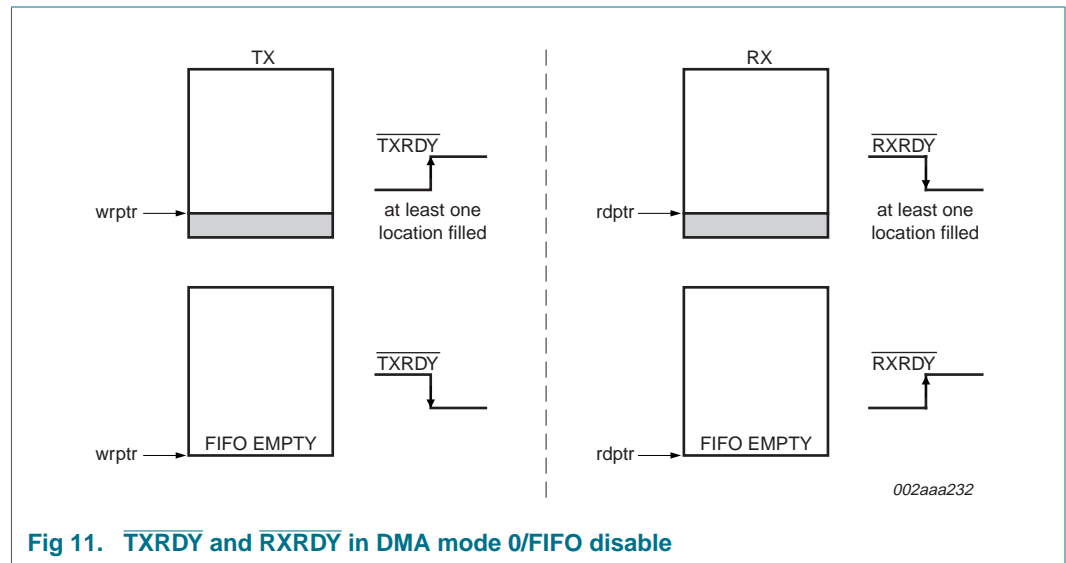 TX
TXRDY
wrptr
at least one
location filled
TXRDY
FIFO EMPTY
wrptr
RX
RXRDY
rdptr
at least one
location filled
RXRDY
FIFO EMPTY
rdptr
002aaa232
Fig 11. TXRDY and RXRDY in DMA mode 0/FIFO disable